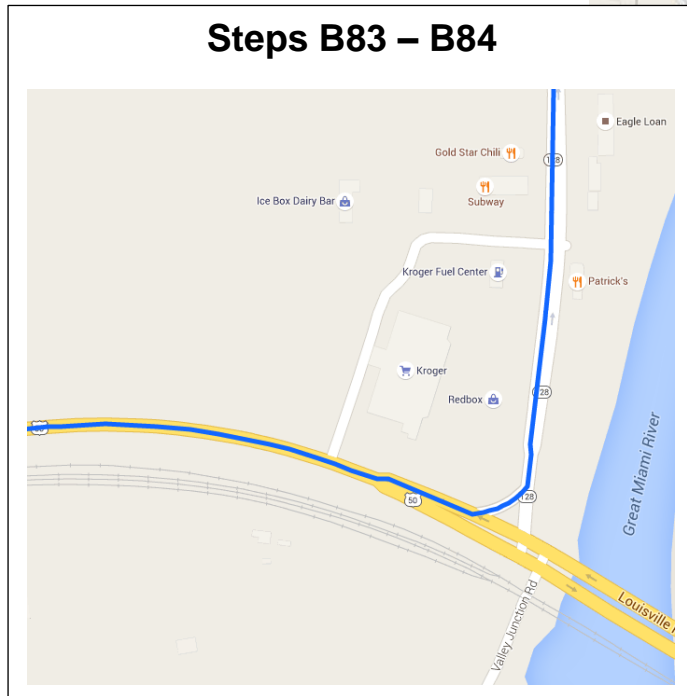 Steps B83 – B84
Eagle Loan
Gold Star Chili
128
Subway
Ice Box Dairy Bar
Kroger Fuel Center
Patrick's
Kroger
128
Redbox
50
128
Great Miami River
Louisville
Valley Junction Rd